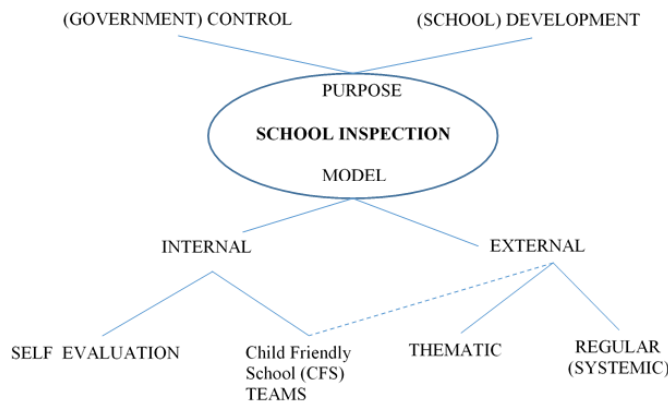 (GOVERNMENT) CONTROL
(SCHOOL) DEVELOPMENT
PURPOSE
SCHOOL INSPECTION
MODEL
INTERNAL
EXTERNAL
SELF EVALUATION
Child Friendly
School (CFS)
TEAMS
THEMATIC
REGULAR
(SYSTEMIC)